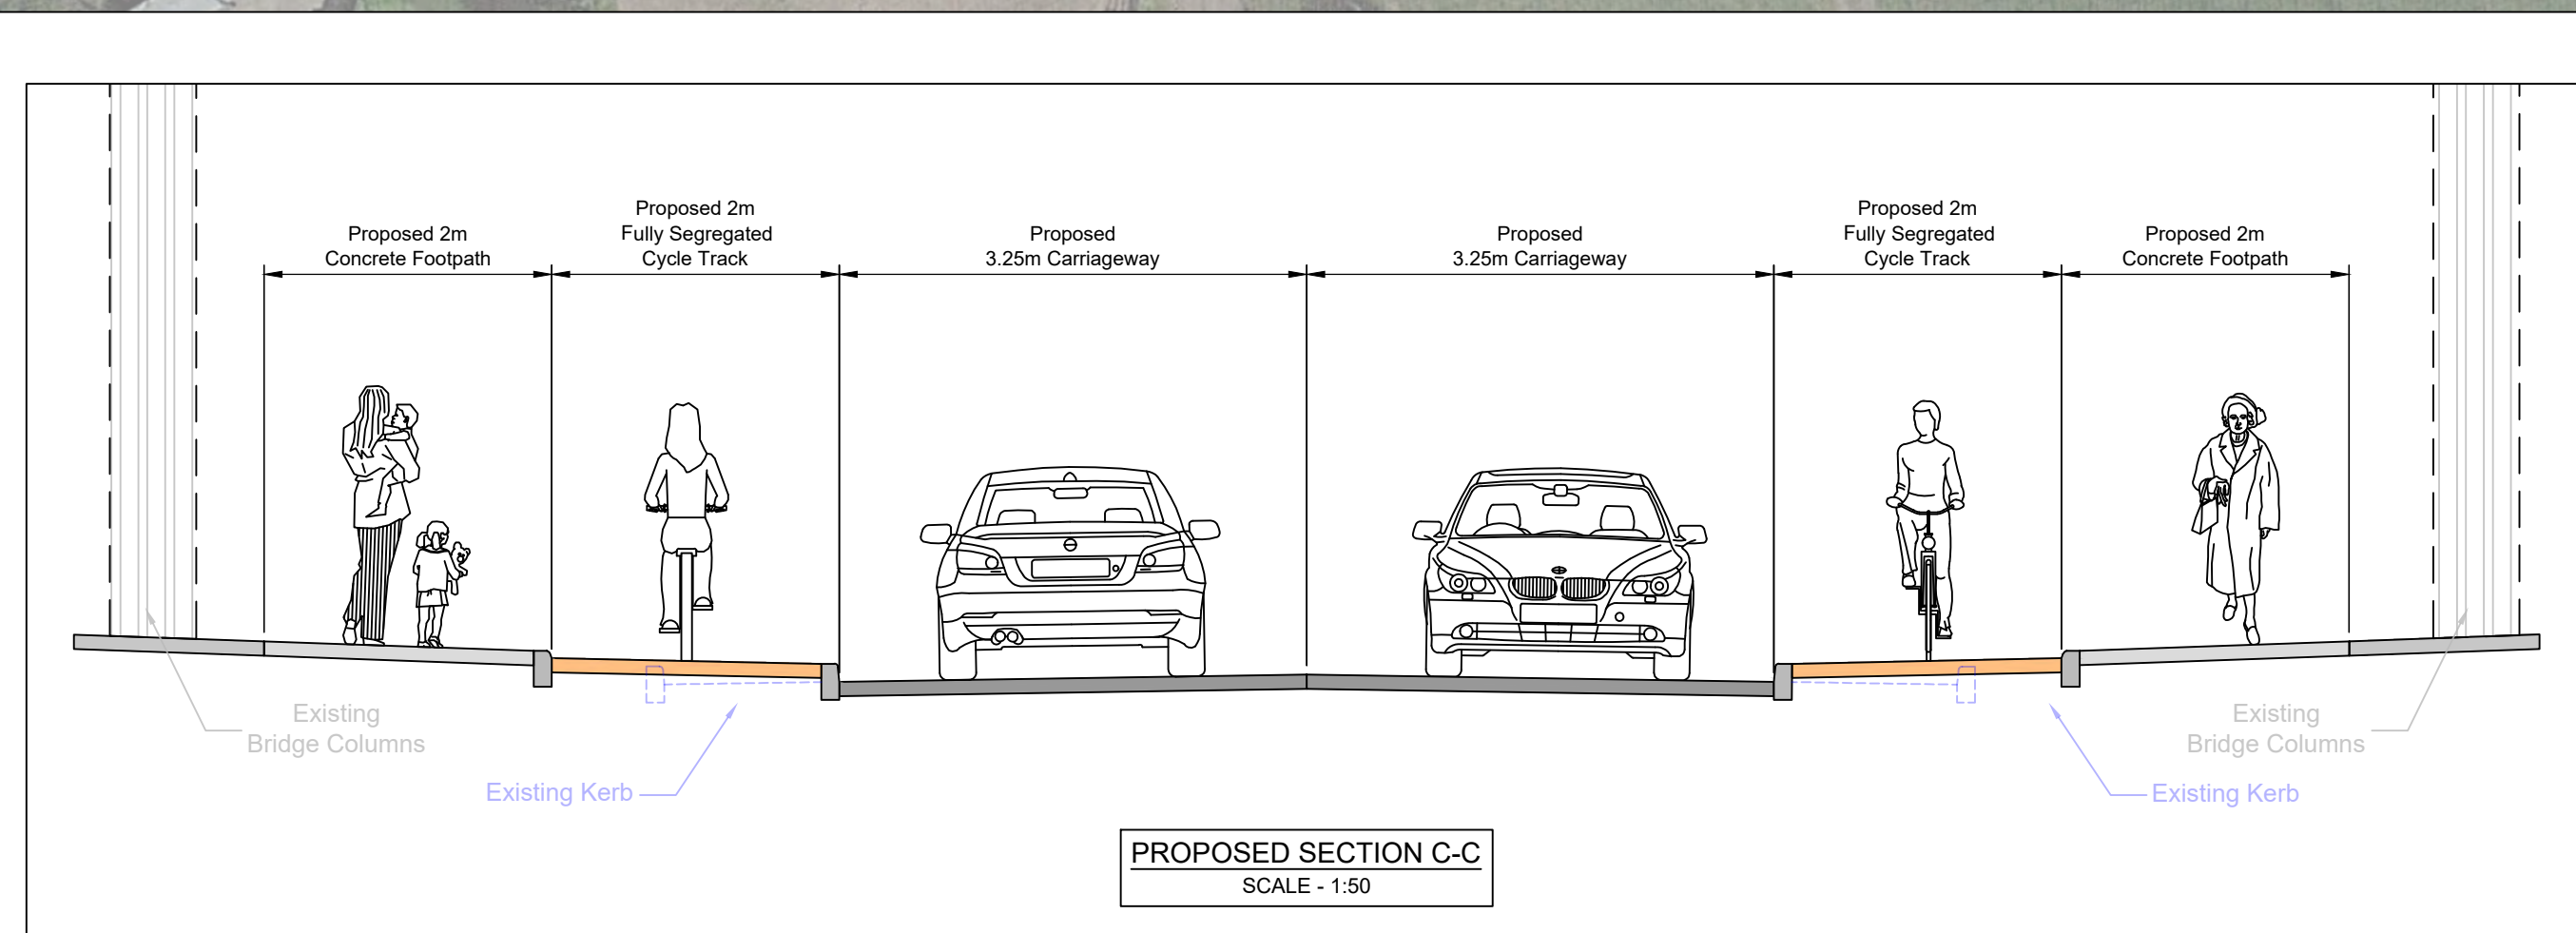 Proposed 2m
Concrete Footpath
Proposed 2m
Fully Segregated
Cycle Track
Proposed
3.25m Carriageway
Proposed
3.25m Carriageway
Proposed 2m
Fully Segregated
Cycle Track
Proposed 2m
Concrete Footpath
Existing
Bridge Columns
Existing Kerb
Existing
Bridge Columns
Existing Kerb
PROPOSED SECTION C-C
SCALE - 1:50